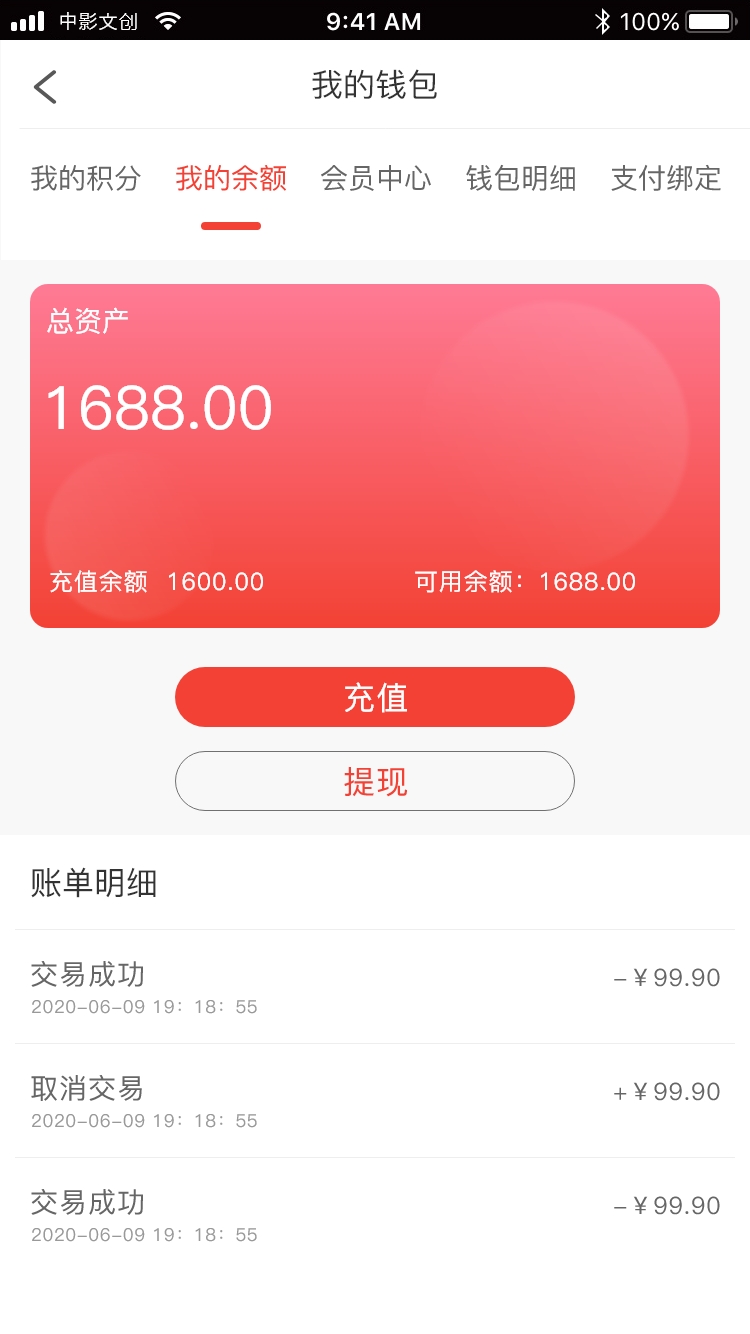 中影文创 9:41 AM 100%
我的钱包
我的积分 我的余额 会员中心 钱包明细 支付绑定
总资产
1688.00
充值余额 1600.00 可用余额：1688.00
充值
提现
账单明细
交易成功 –￥99.90
2020–06–09 19：18：55
取消交易 +￥99.90
2020–06–09 19：18：55
交易成功 –￥99.90
2020–06–09 19：18：55